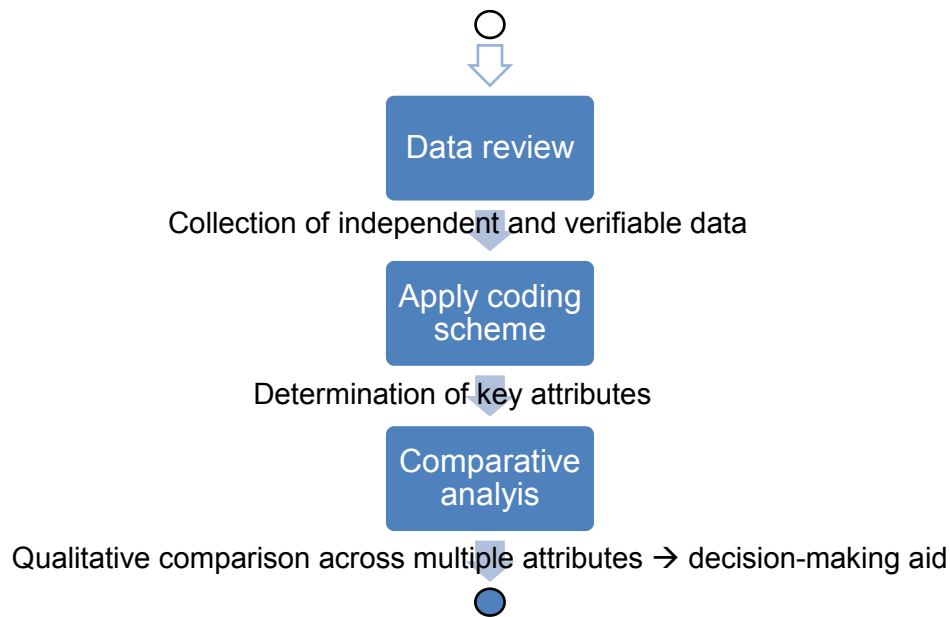 Data review
Collection of independent and verifiable data
Apply coding
scheme
Determination of key attributes
Comparative
analyis
Qualitative comparison across multiple attributes → decision-making aid